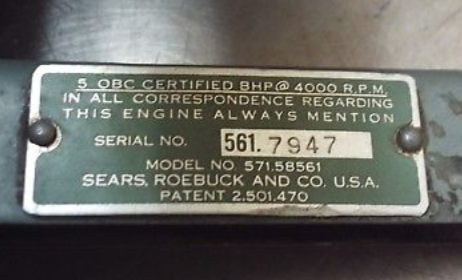 5 OBC CERTIFIED BHP@ 4000 R.P.M.
IN ALL CORRESPONDENCE REGARDING
THIS ENGINE ALWAYS MENTION
SERIAL NO. 561. 7947
MODEL NO 571.58561
SEARS, ROEBUCK AND CO. U.S.A.
PATENT 2.501.470